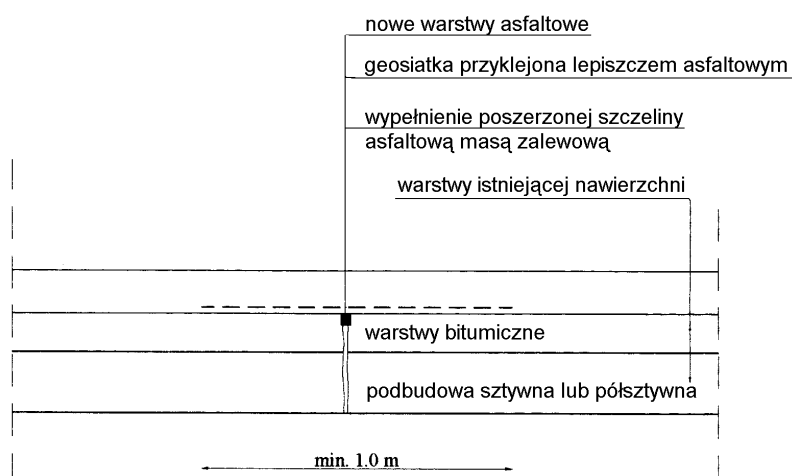 nowe warstwy asfaltowe
geosiatka przyklejona lepiszczem asfaltowym
wypełnienie poszerzonej szczeliny
asfaltową masą zalewową
warstwy istniejącej nawierzchni
warstwy bitumiczne
podbudowa sztywna lub półsztywna
min. 1.0 m